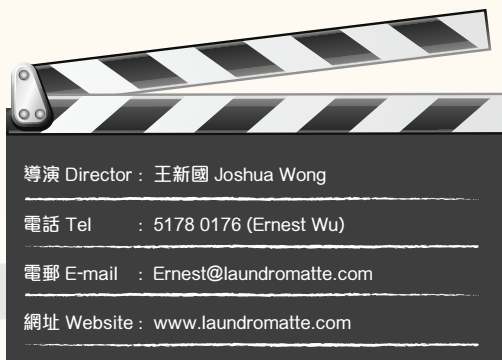 導演 Director : 王新國 Joshua Wong
電話 Tel : 5178 0176 (Ernest Wu)
電郵 E-mail : Ernest@laundromatte.com
網址 Website : www.laundromatte.com